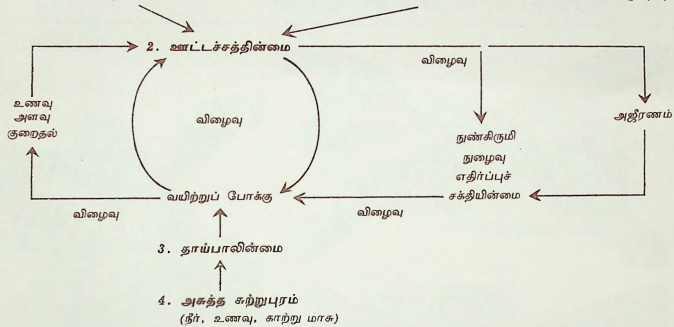 2. ஊட்டச்சத்தின்மை
விழைவு
உணவு
அளவு
குறைதல்
விழைவு
அஜீரணம்
நுண்கிருமி
நுழைவு
எதிர்ப்புச்
சக்தியின்மை
வயிற்றுப் போக்கு
விழைவு
விழைவு
3. தாய்பாலின்மை
4. அசுத்த சுற்றுபுரம்
(நீர், உணவு, காற்று மாசு)